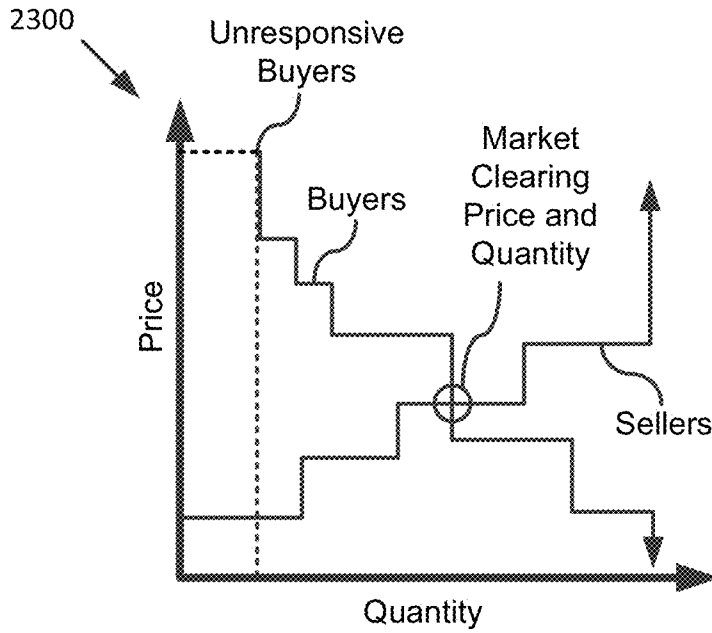 2300
Unresponsive
Buyers
Market
Clearing
Price and
Quantity
Buyers
Price
Sellers
Quantity